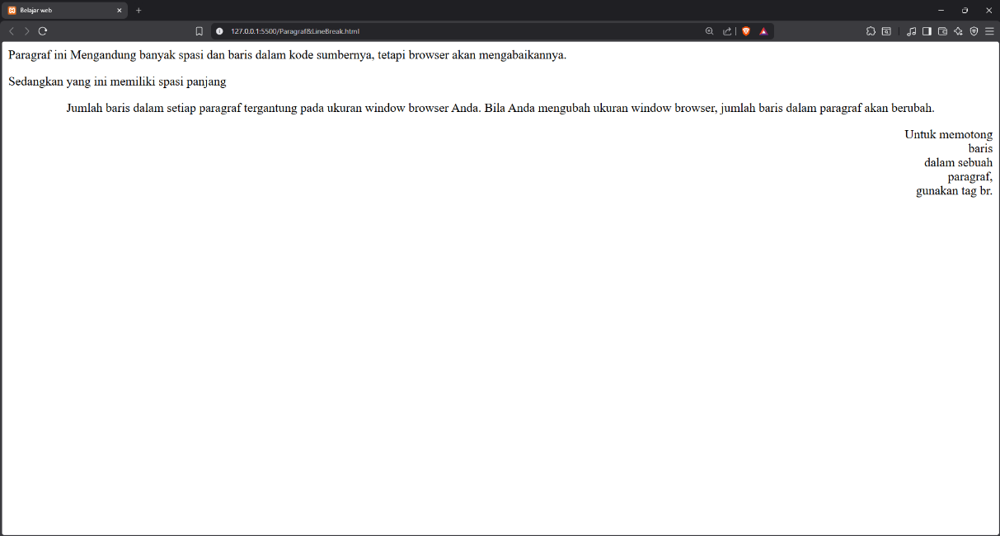 Belajar web
127.0.0.1:5500/Paragraf&LineBreak.html
Paragraf ini Mengandung banyak spasi dan baris dalam kode sumbernya, tetapi browser akan mengabaikannya.
Sedangkan yang ini memiliki spasi panjang
Jumlah baris dalam setiap paragraf tergantung pada ukuran window browser Anda. Bila Anda mengubah ukuran window browser, jumlah baris dalam paragraf akan berubah.
Untuk memotong
baris
dalam sebuah
paragraf,
gunakan tag br.